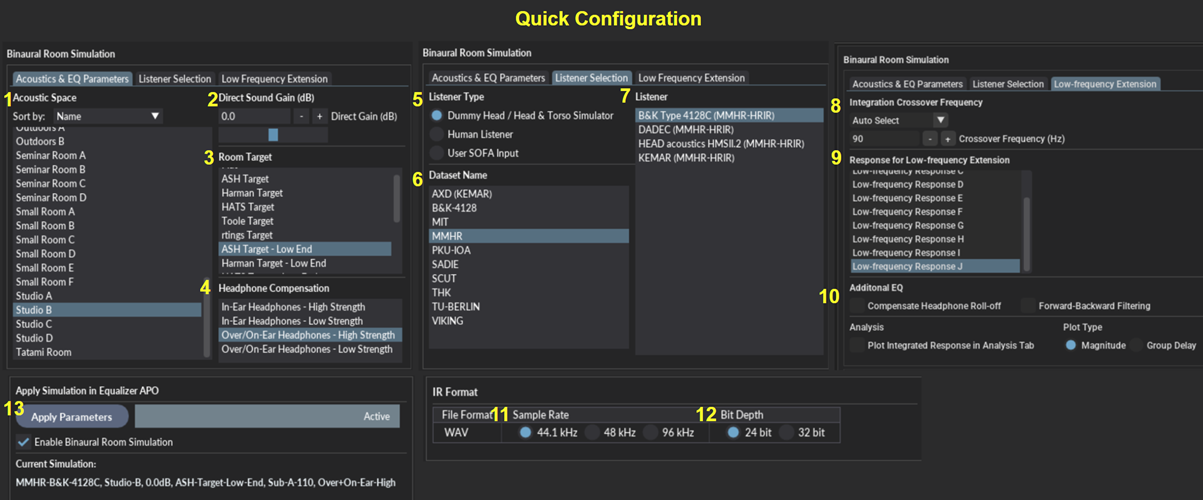 Quick Configuration
Binaural Room Simulation
Acoustics & EQ Parameters Listener Selection Low Frequency Extension
1 Acoustic Space
Sort by: Name
Outdoors A
Outdoors B
Seminar Room A
Seminar Room B
Seminar Room C
Seminar Room D
Small Room A
Small Room B
Small Room C
Small Room D
Small Room E
Small Room F
Studio A
Studio B
Studio C
Studio D
Tatami Room
2 Direct Sound Gain (dB)
0.0 - + Direct Gain (dB)
3 Room Target
ASH Target
Harman Target
HATS Target
Toole Target
rtings Target
ASH Target - Low End
Harman Target - Low End
4 Headphone Compensation
In-Ear Headphones - High Strength
In-Ear Headphones - Low Strength
Over/On-Ear Headphones - High Strength
Over/On-Ear Headphones - Low Strength
Binaural Room Simulation
Acoustics & EQ Parameters Listener Selection Low Frequency Extension
5 Listener Type
Dummy Head / Head & Torso Simulator
Human Listener
User SOFA Input
6 Dataset Name
AXD (KEMAR)
B&K-4128
MIT
MMHR
PKU-IOA
SADIE
SCUT
THK
TU-BERLIN
VIKING
7 Listener
B&K Type 4128C (MMHR-HRIR)
DADEC (MMHR-HRIR)
HEAD acoustics HMSII.2 (MMHR-HRIR)
KEMAR (MMHR-HRIR)
Binaural Room Simulation
Acoustics & EQ Parameters Listener Selection Low-frequency Extension
8 Integration Crossover Frequency
Auto Select
90 - + Crossover Frequency (Hz)
9 Response for Low-frequency Extension
Low-frequency Response C
Low-frequency Response D
Low-frequency Response E
Low-frequency Response F
Low-frequency Response G
Low-frequency Response H
Low-frequency Response I
Low-frequency Response J
10 Additonal EQ
Compensate Headphone Roll-off Forward-Backward Filtering
Analysis Plot Type
Plot Integrated Response in Analysis Tab Magnitude Group Delay
Apply Simulation in Equalizer APO
13 Apply Parameters Active
Enable Binaural Room Simulation
Current Simulation:
MMHR-B&K-4128C, Studio-B, 0.0dB, ASH-Target-Low-End, Sub-A-110, Over+On-Ear-High
IR Format
File Format 11 Sample Rate 12 Bit Depth
WAV 44.1 kHz 48 kHz 96 kHz 24 bit 32 bit